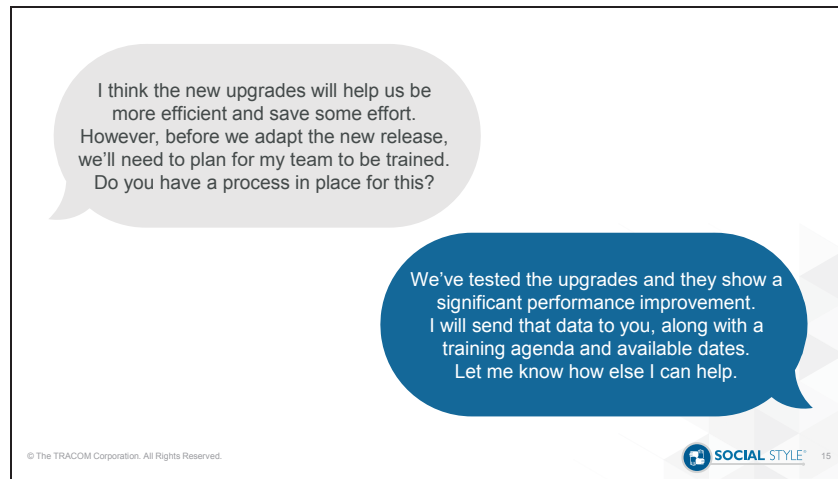 I think the new upgrades will help us be
more efficient and save some effort.
However, before we adapt the new release,
we’ll need to plan for my team to be trained.
Do you have a process in place for this?
We’ve tested the upgrades and they show a
significant performance improvement.
I will send that data to you, along with a
training agenda and available dates.
Let me know how else I can help.
© The TRACOM Corporation. All Rights Reserved.
SOCIAL STYLE® 15